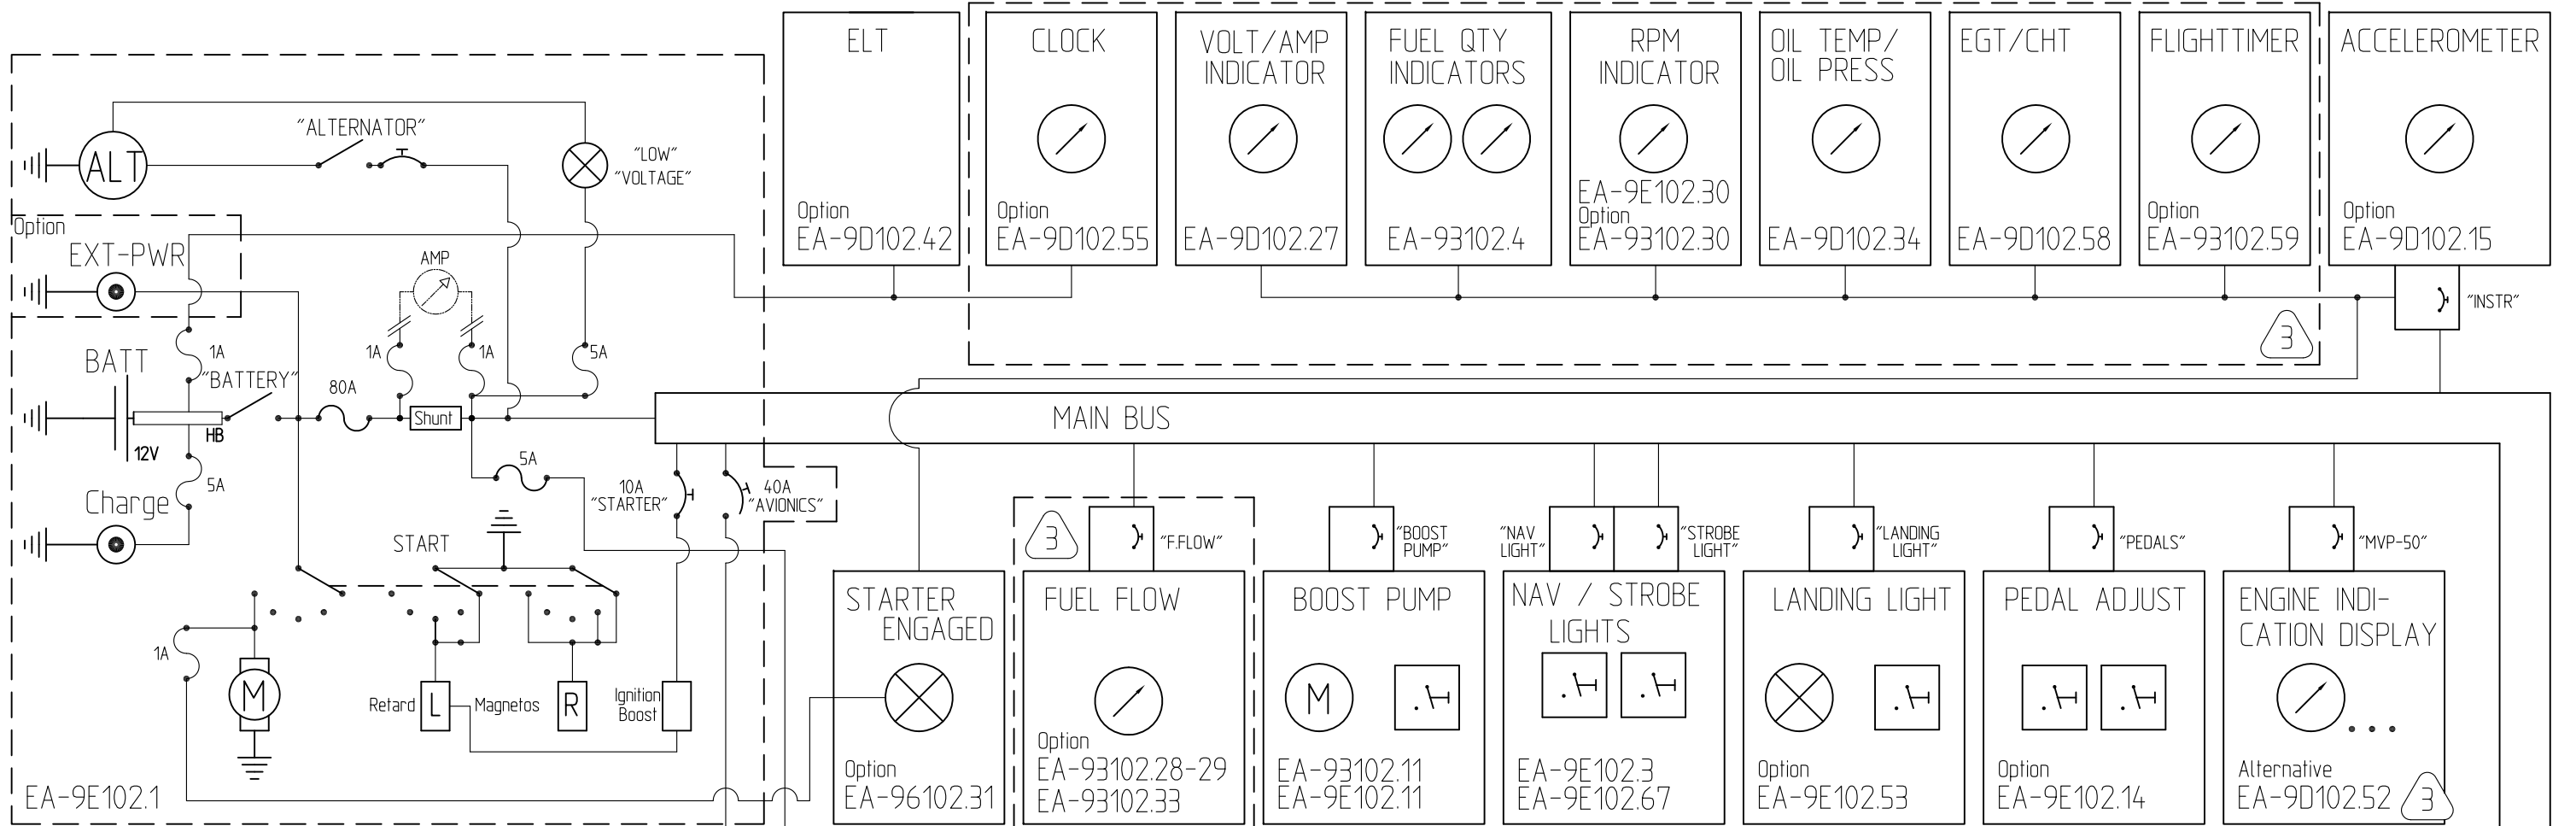 ELT
Option
EA-9D102.42
CLOCK
Option
EA-9D102.55
VOLT/AMP
INDICATOR
EA-9D102.27
FUEL QTY
INDICATORS
EA-93102.4
RPM
INDICATOR
EA-9E102.30
Option
EA-93102.30
OIL TEMP/
OIL PRESS
EA-9D102.34
EGT/CHT
EA-9D102.58
FLIGHTTIMER
Option
EA-93102.59
ACCELEROMETER
Option
EA-9D102.15
"INSTR"
3
ALT
"ALTERNATOR"
"LOW"
"VOLTAGE"
Option
EXT-PWR
AMP
1A
1A
1A
5A
BATT
"BATTERY"
80A
Shunt
HB
12V
MAIN BUS
5A
5A
Charge
10A
"STARTER"
40A
"AVIONICS"
START
1A
M
Retard
L
Magnetos
R
Ignition
Boost
EA-9E102.1
STARTER
ENGAGED
Option
EA-96102.31
3
"F.FLOW"
FUEL FLOW
Option
EA-93102.28-29
EA-93102.33
"BOOST
PUMP"
BOOST PUMP
M
EA-93102.11
EA-9E102.11
"NAV
LIGHT"
"STROBE
LIGHT"
NAV / STROBE
LIGHTS
EA-9E102.3
EA-9E102.67
"LANDING
LIGHT"
LANDING LIGHT
Option
EA-9E102.53
"PEDALS"
PEDAL ADJUST
Option
EA-9E102.14
"MVP-50"
ENGINE INDI-
CATION DISPLAY
Alternative
EA-9D102.52
3